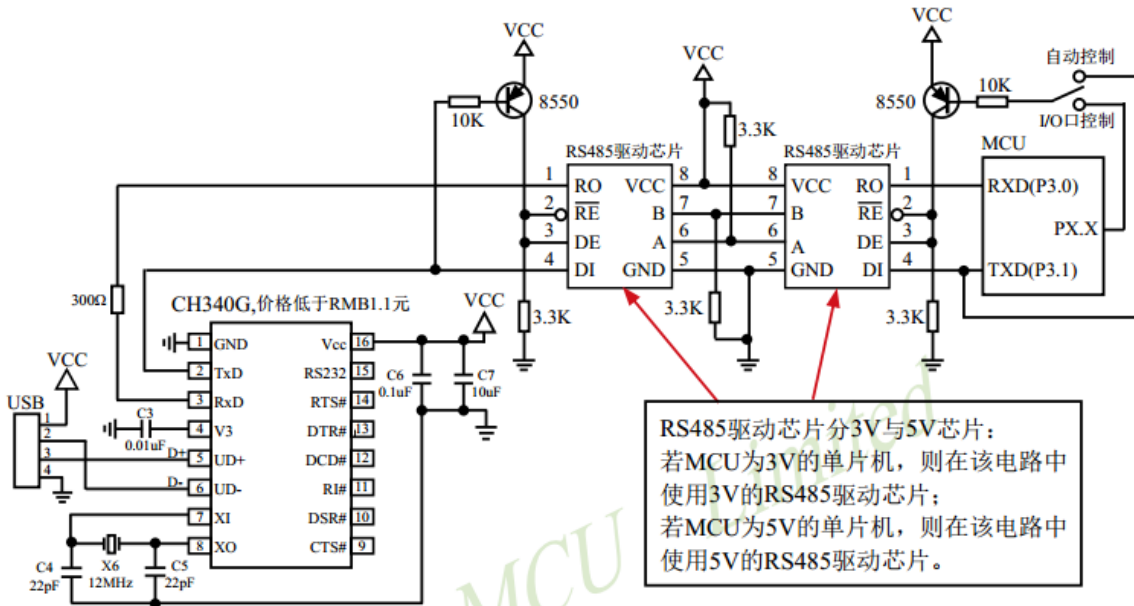 VCC
VCC
VCC
自动控制
8550
10K
3.3K
8550
10K
I/O口控制
RS485驱动芯片
RS485驱动芯片
MCU
1 RO VCC 8
8 VCC RO 1
RXD(P3.0)
2 RE B 7
7 B RE 2
PX.X
3 DE A 6
6 A DE 3
4 DI GND 5
5 GND DI 4
TXD(P3.1)
300Ω
3.3K
3.3K
3.3K
CH340G,价格低于RMB1.1元
VCC
1 GND Vcc 16
2 TxD RS232 15
3 RxD RTS# 14
4 V3 DTR# 13
5 UD+ DCD# 12
6 UD- RI# 11
7 XI DSR# 10
8 XO CTS# 9
C6
0.1uF
C7
10uF
VCC
USB
1
2
3
4
C3
0.01uF
D+
D-
C4
22pF
X6
12MHz
C5
22pF
RS485驱动芯片分3V与5V芯片：
若MCU为3V的单片机，则在该电路中
使用3V的RS485驱动芯片；
若MCU为5V的单片机，则在该电路中
使用5V的RS485驱动芯片。
MCU Limited